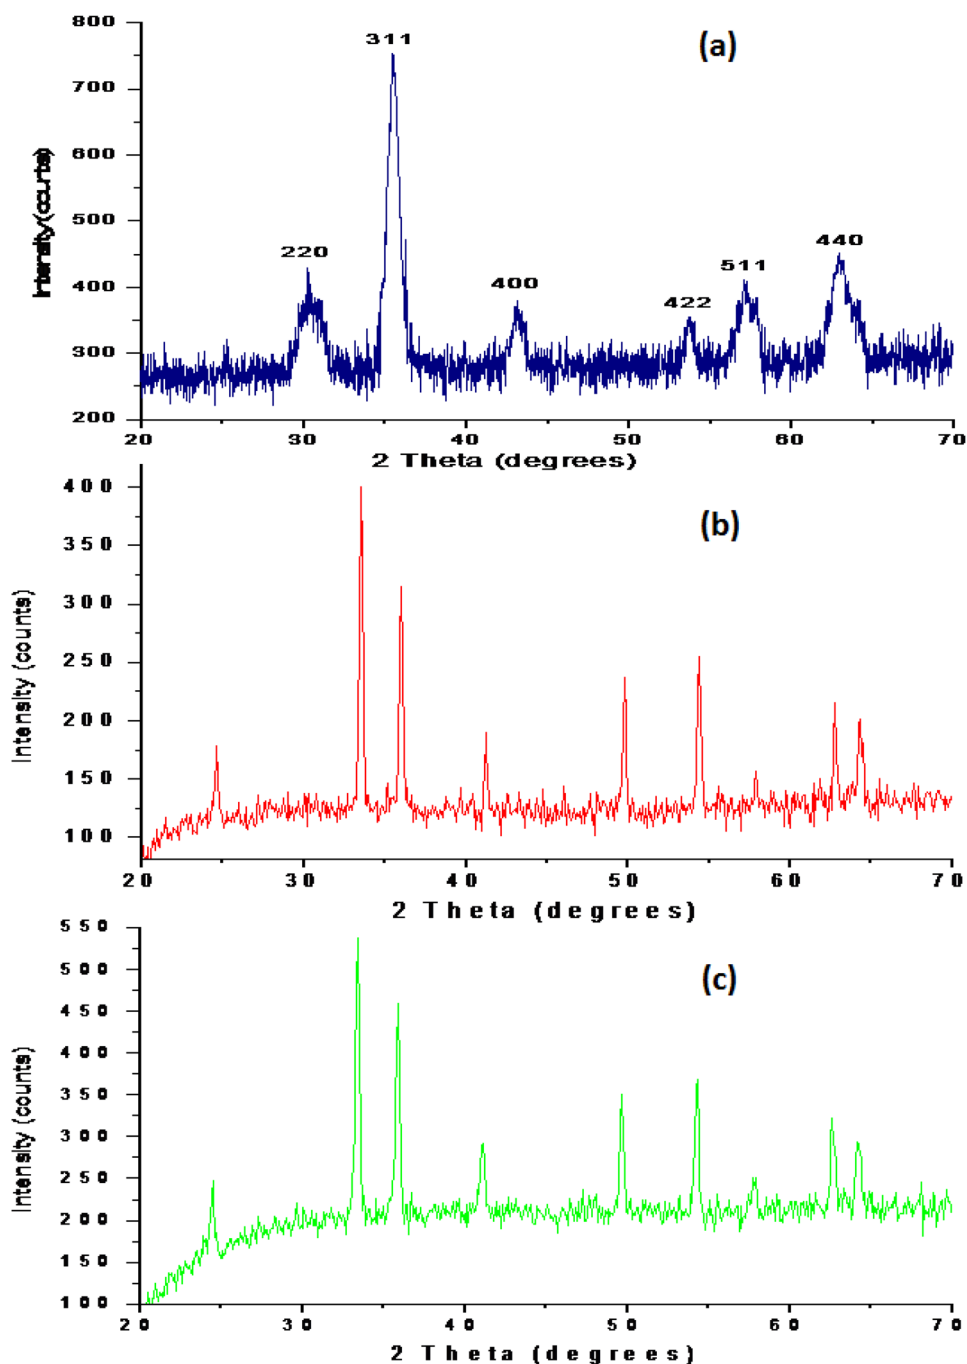 (a)
800
700
600
500
400
300
200
Intensity(counts)
220
311
400
422
511
440
20 30 40 50 60 70
2 Theta (degrees)
(b)
400
350
300
250
200
150
100
Intensity (counts)
20 30 40 50 60 70
2 Theta (degrees)
(c)
550
500
450
400
350
300
250
200
150
100
Intensity (counts)
20 30 40 50 60 70
2 Theta (degrees)